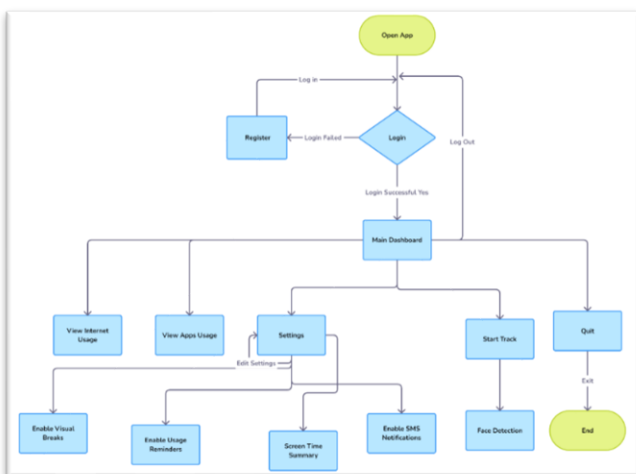 Open App
Log in
Register
Login Failed
Login
Log Out
Login Successful Yes
Main Dashboard
View Internet
Usage
View Apps Usage
Settings
Start Track
Quit
Edit Settings
Exit
Enable Visual
Breaks
Enable Usage
Reminders
Screen Time
Summary
Enable SMS
Notifications
Face Detection
End